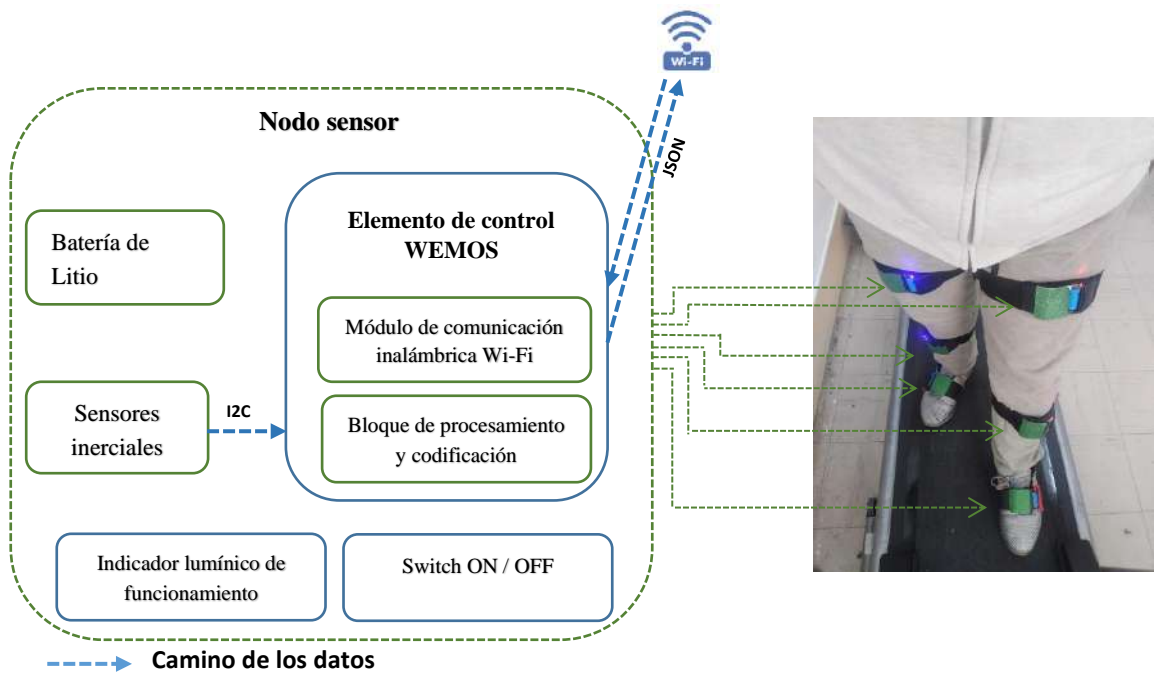 Wi-Fi
Nodo sensor
JSON
Elemento de control
WEMOS
Batería de
Litio
Módulo de comunicación
inalámbrica Wi-Fi
Sensores
inerciales
I2C
Bloque de procesamiento
y codificación
Indicador lumínico de
funcionamiento
Switch ON / OFF
Camino de los datos